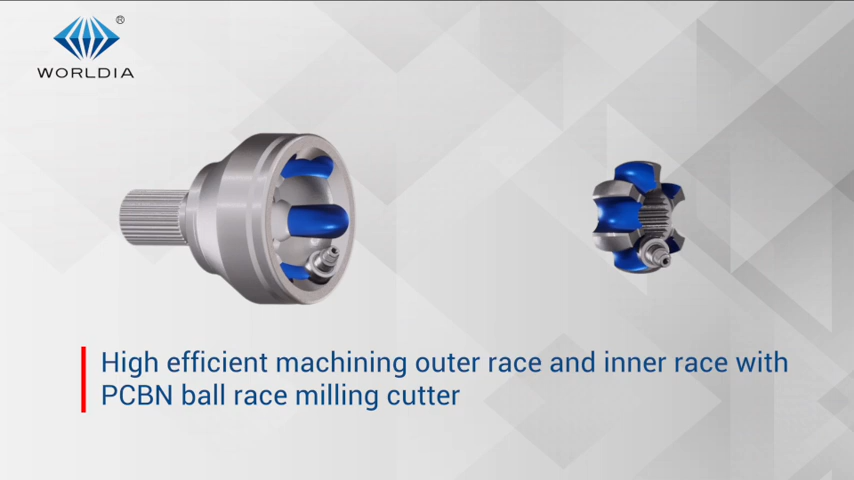 ®
WORLDIA
High efficient machining outer race and inner race with
PCBN ball race milling cutter